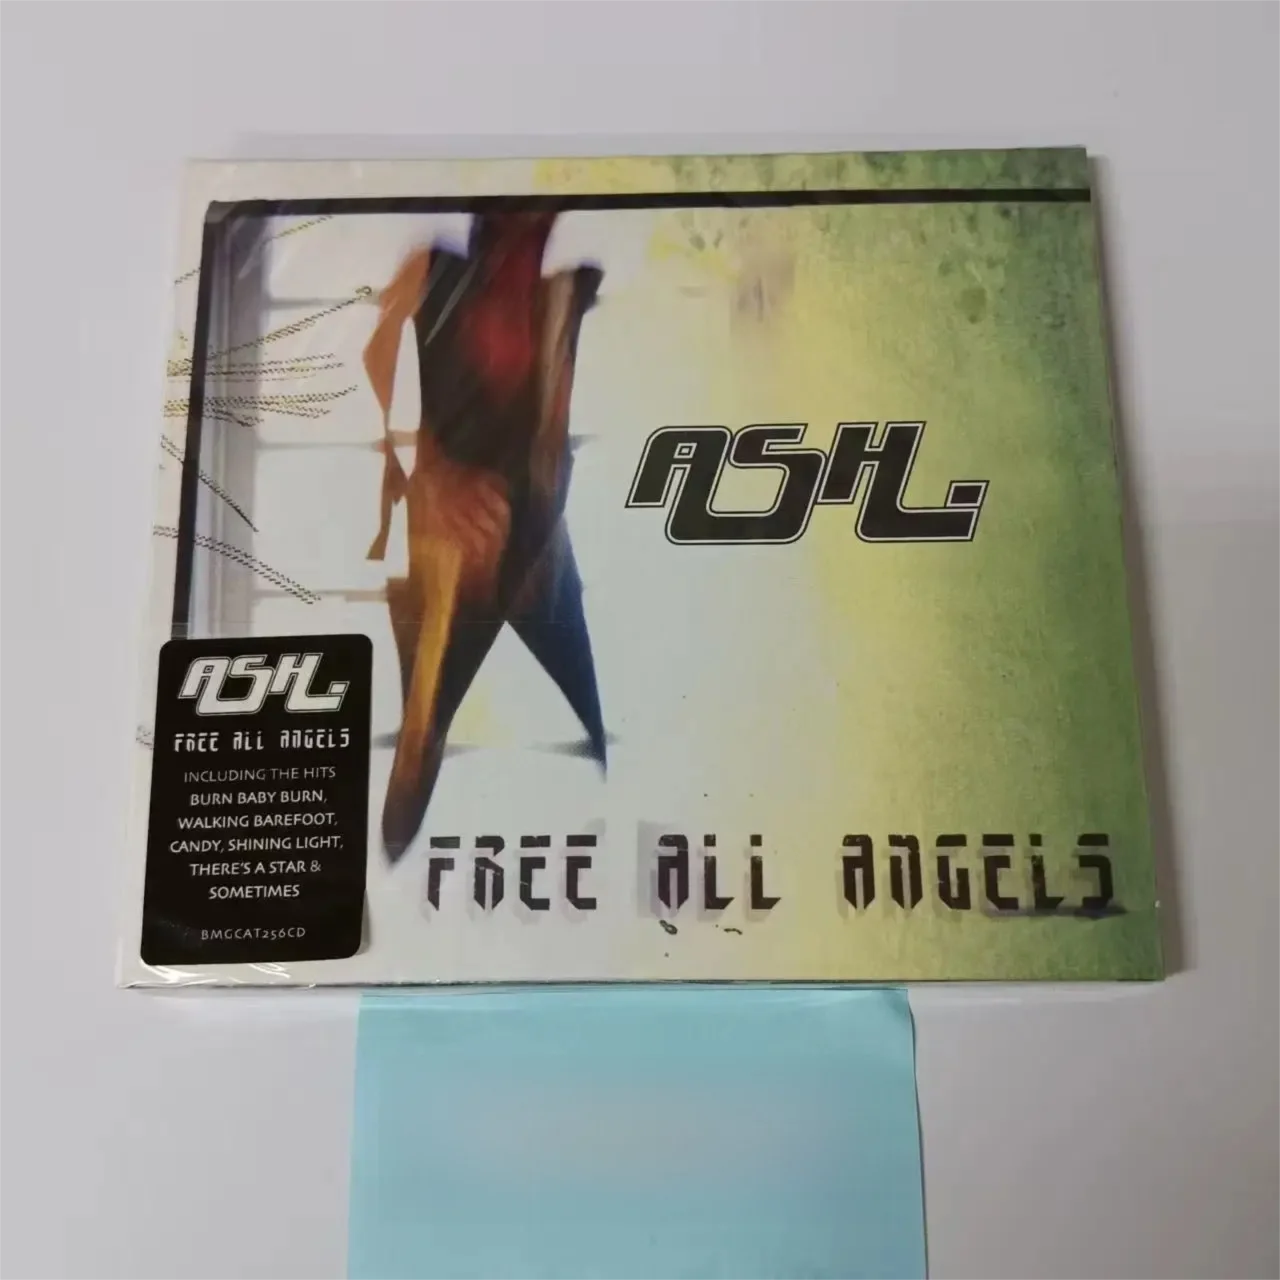 ASH.
FREE ALL ANGELS
ASH.
FREE ALL ANGELS
INCLUDING THE HITS
BURN BABY BURN,
WALKING BAREFOOT,
CANDY, SHINING LIGHT,
THERE'S A STAR &
SOMETIMES
BMGCAT256CD